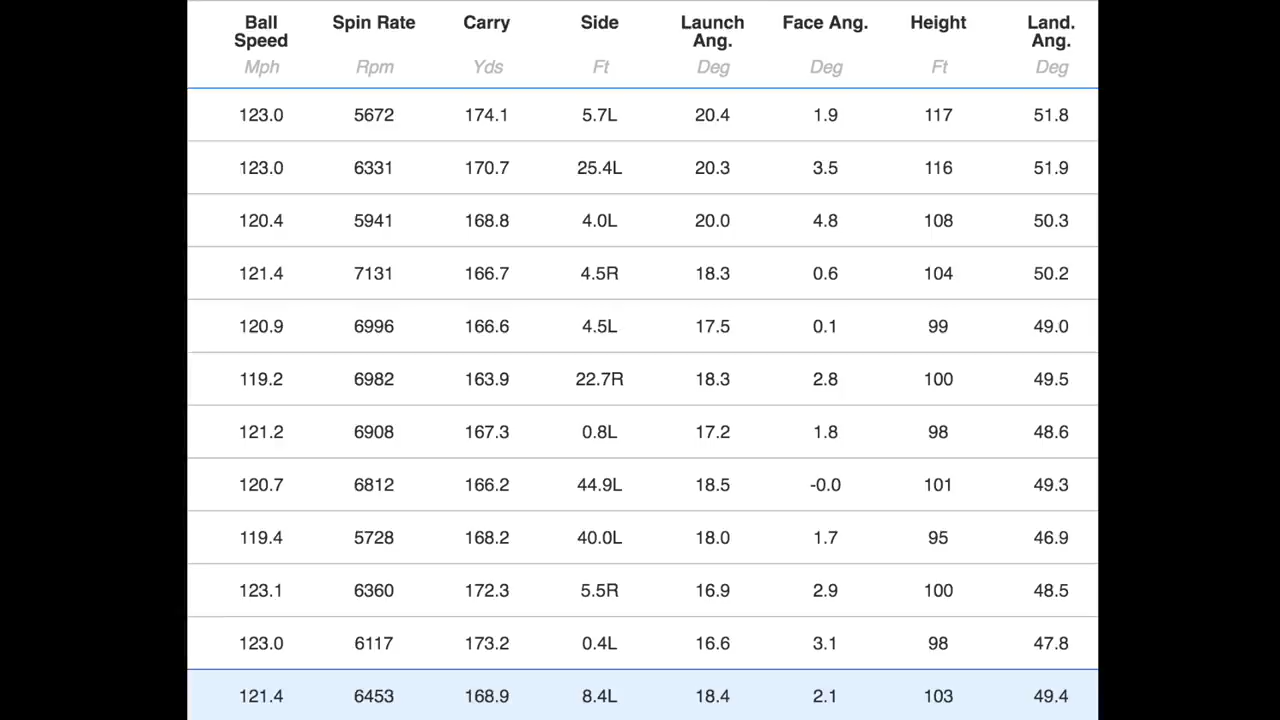 Ball Speed Spin Rate Carry Side Launch Ang. Face Ang. Height Land. Ang.
Mph Rpm Yds Ft Deg Deg Ft Deg
123.0 5672 174.1 5.7L 20.4 1.9 117 51.8
123.0 6331 170.7 25.4L 20.3 3.5 116 51.9
120.4 5941 168.8 4.0L 20.0 4.8 108 50.3
121.4 7131 166.7 4.5R 18.3 0.6 104 50.2
120.9 6996 166.6 4.5L 17.5 0.1 99 49.0
119.2 6982 163.9 22.7R 18.3 2.8 100 49.5
121.2 6908 167.3 0.8L 17.2 1.8 98 48.6
120.7 6812 166.2 44.9L 18.5 -0.0 101 49.3
119.4 5728 168.2 40.0L 18.0 1.7 95 46.9
123.1 6360 172.3 5.5R 16.9 2.9 100 48.5
123.0 6117 173.2 0.4L 16.6 3.1 98 47.8
121.4 6453 168.9 8.4L 18.4 2.1 103 49.4